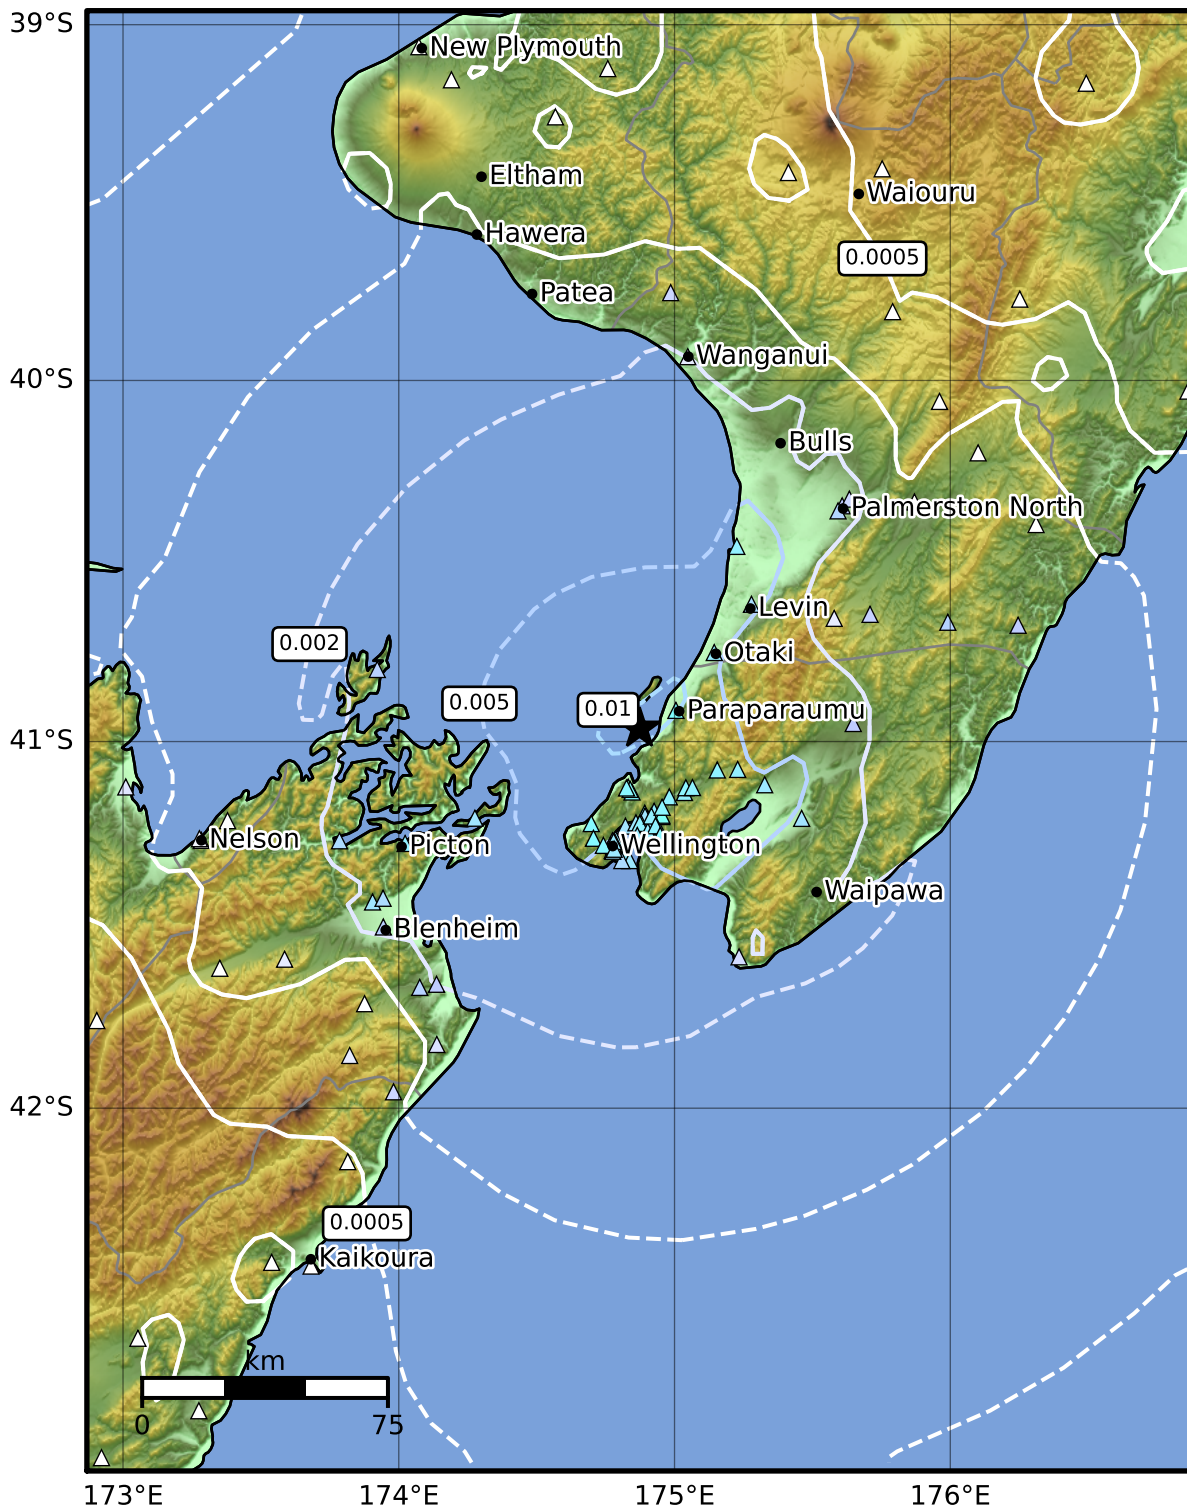 39°S
New Plymouth
Eltham
Waiouru
Hawera
0.0005
Patea
Wanganui
40°S
Bulls
Palmerston North
Levin
0.002
Otaki
0.005
0.01
Paraparaumu
41°S
Nelson
Picton
Wellington
Waipawa
Blenheim
42°S
0.0005
Kaikoura
km
0
75
173°E
174°E
175°E
176°E